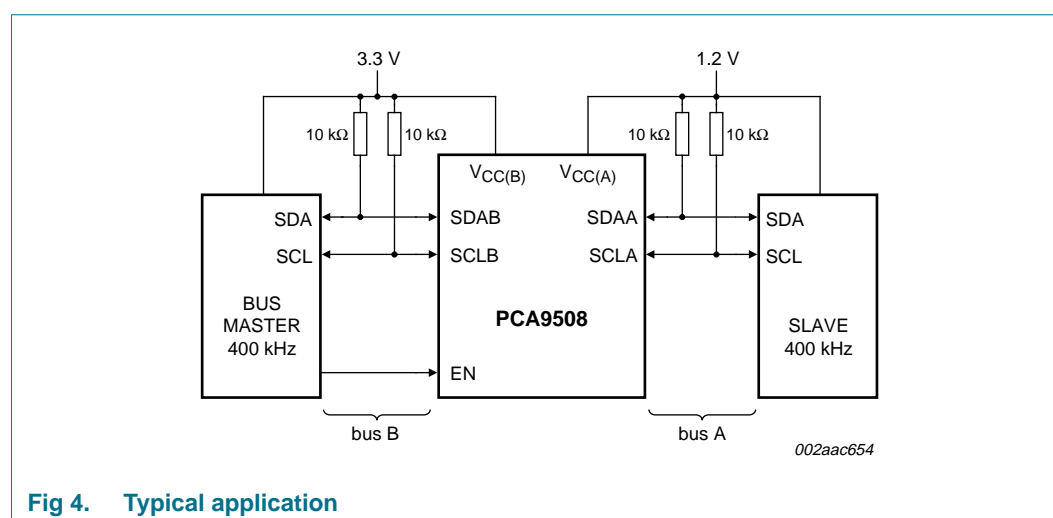 3.3 V
1.2 V
10 kΩ
10 kΩ
10 kΩ
10 kΩ
VCC(B)
VCC(A)
SDA
SDAB
SDAA
SDA
SCL
SCLB
SCLA
SCL
BUS
MASTER
400 kHz
PCA9508
SLAVE
400 kHz
EN
bus B
bus A
002aac654
Fig 4. Typical application